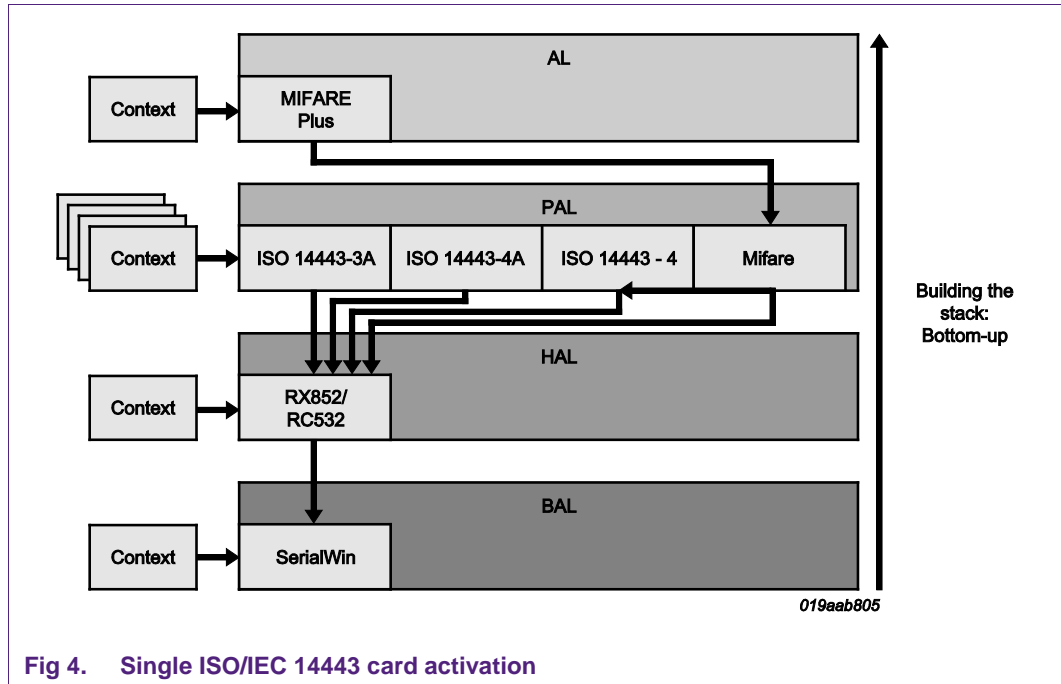 AL
Context
MIFARE
Plus
PAL
Context
ISO 14443-3A
ISO 14443-4A
ISO 14443 - 4
Mifare
Building the
stack:
Bottom-up
HAL
Context
RX852/
RC532
BAL
Context
SerialWin
019aab805
Fig 4. Single ISO/IEC 14443 card activation